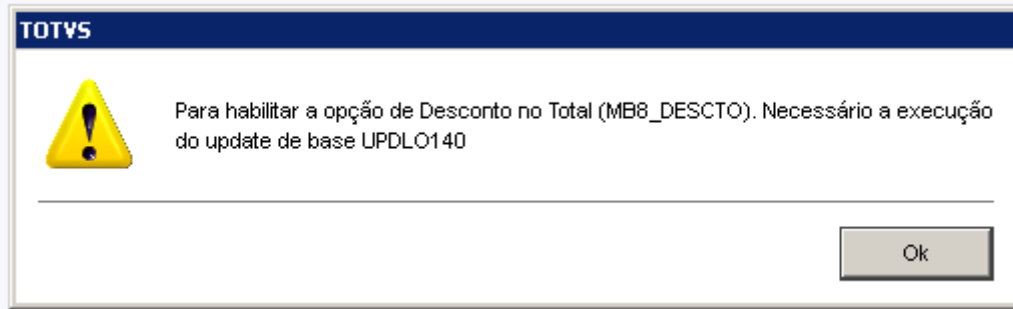 TOTVS
Para habilitar a opção de Desconto no Total (MB8_DESCTO). Necessário a execução
do update de base UPDLO140
Ok